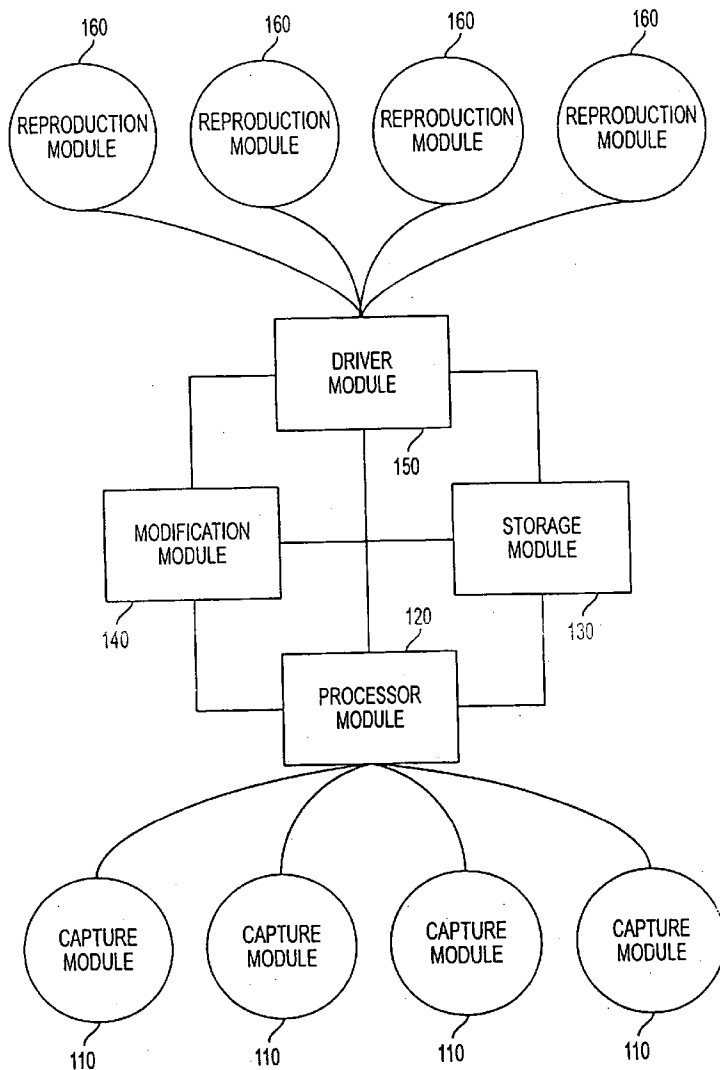 160 160 160 160
REPRODUCTION MODULE
REPRODUCTION MODULE
REPRODUCTION MODULE
REPRODUCTION MODULE
DRIVER
MODULE
150
MODIFICATION
MODULE
140
STORAGE
MODULE
130
120
PROCESSOR
MODULE
CAPTURE
MODULE
CAPTURE
MODULE
CAPTURE
MODULE
CAPTURE
MODULE
110 110 110 110